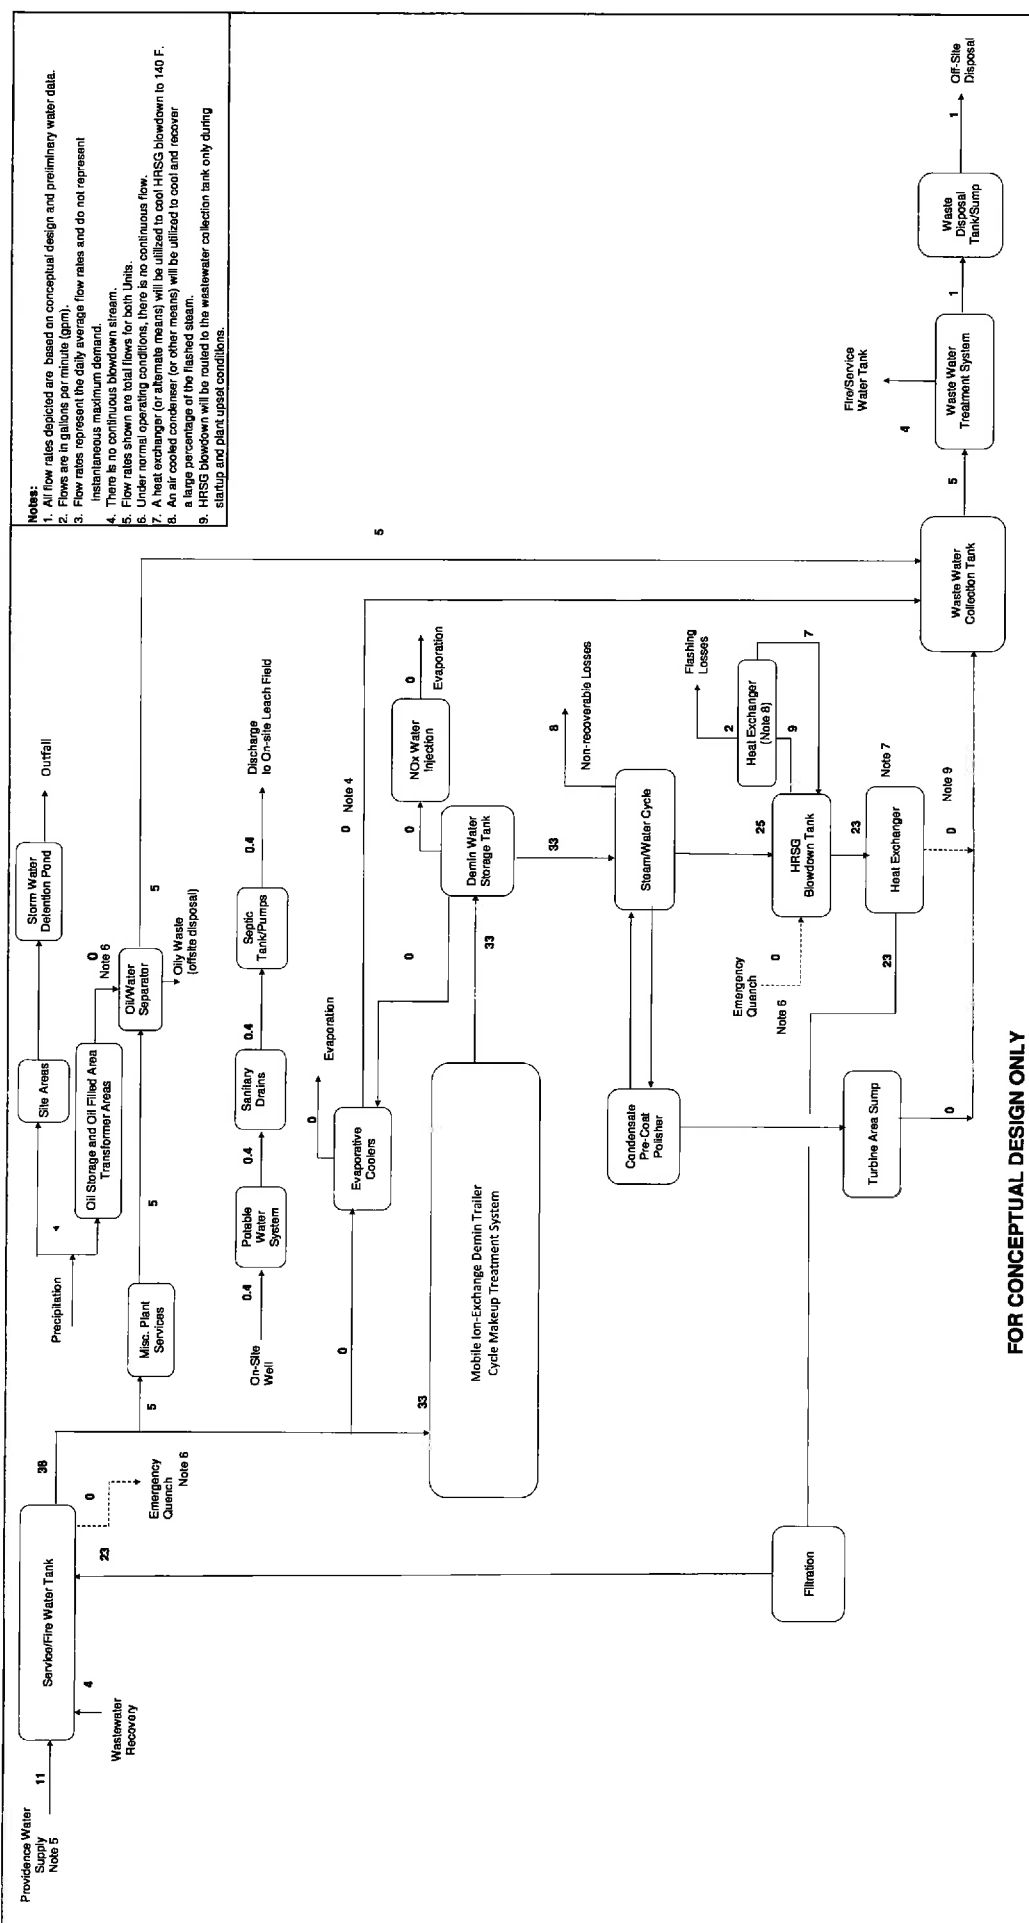 Notes:
1. All flow rates depicted are based on conceptual design and preliminary water data.
2. Flows are in gallons per minute (gpm).
3. Flow rates represent the daily average flow rates and do not represent
instantaneous maximum demand.
4. There is no continuous blowdown stream.
5. Flow rates shown are total flows for both Units.
6. Under normal operating conditions, there is no continuous flow.
7. A heat exchanger (or alternate means) will be utilized to cool HRSG blowdown to 140 F.
8. An air cooled condenser (or other means) will be utilized to cool and recover
a large percentage of the flashed steam.
9. HRSG blowdown will be routed to the wastewater collection tank only during
startup and plant upset conditions.
Providence Water
Supply
Note 5
11
Service/Fire Water Tank
4
Wastewater
Recovery
23
38
0
Emergency
Quench
Note 6
Precipitation
Site Areas
Storm Water
Detention Pond
Outfall
Oil Storage and Oil Filled Area
Transformer Areas
0
Note 6
5
Misc. Plant
Services
5
Oil/Water
Separator
Oily Waste
(offsite disposal)
5
5
On-Site
Well
0.4
Potable
Water
System
0.4
Sanitary
Drains
0.4
Septic
Tank/Pumps
0.4
Discharge
to On-site Leach Field
0
Evaporative
Coolers
0
Evaporation
0 Note 4
0
33
Mobile Ion-Exchange Demin Trailer
Cycle Makeup Treatment System
33
Demin Water
Storage Tank
0
NOx Water
Injection
0
Evaporation
33
Steam/Water Cycle
8
Non-recoverable Losses
Condensate
Pre-Coat
Polisher
25
HRSG
Blowdown Tank
Emergency
Quench
0
Note 6
9
Heat Exchanger
(Note 8)
2
Flashing
Losses
7
23
Heat Exchanger
Note 7
23
0
Note 9
Turbine Area Sump
0
Filtration
Waste Water
Collection Tank
5
Waste Water
Treatment System
4
Fire/Service
Water Tank
1
Waste
Disposal
Tank/Sump
1
Off-Site
Disposal
FOR CONCEPTUAL DESIGN ONLY